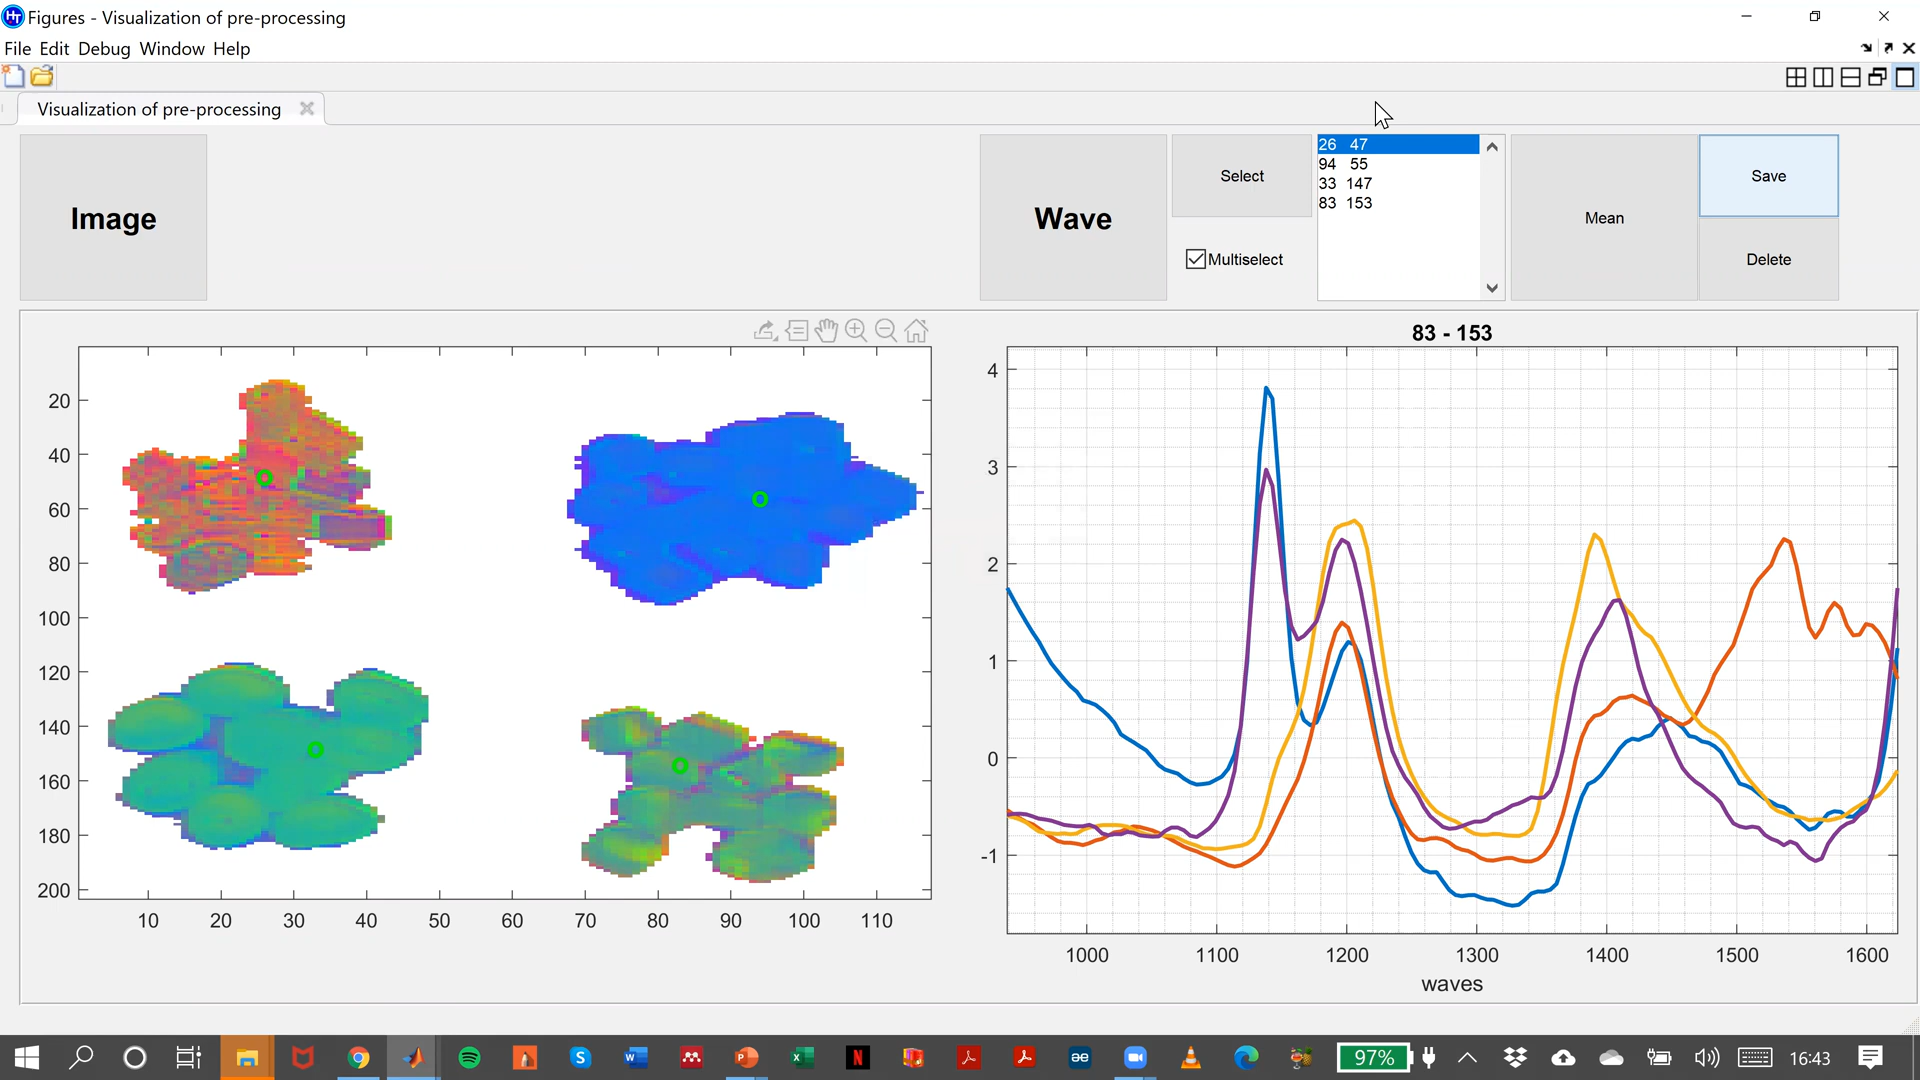 HT Figures - Visualization of pre-processing
File Edit Debug Window Help
Visualization of pre-processing
Image
Wave
Select
Multiselect
26 47
94 55
33 147
83 153
Mean
Save
Delete
20
40
60
80
100
120
140
160
180
200
10 20 30 40 50 60 70 80 90 100 110
83 - 153
4
3
2
1
0
-1
1000 1100 1200 1300 1400 1500 1600
waves
97%
16:43